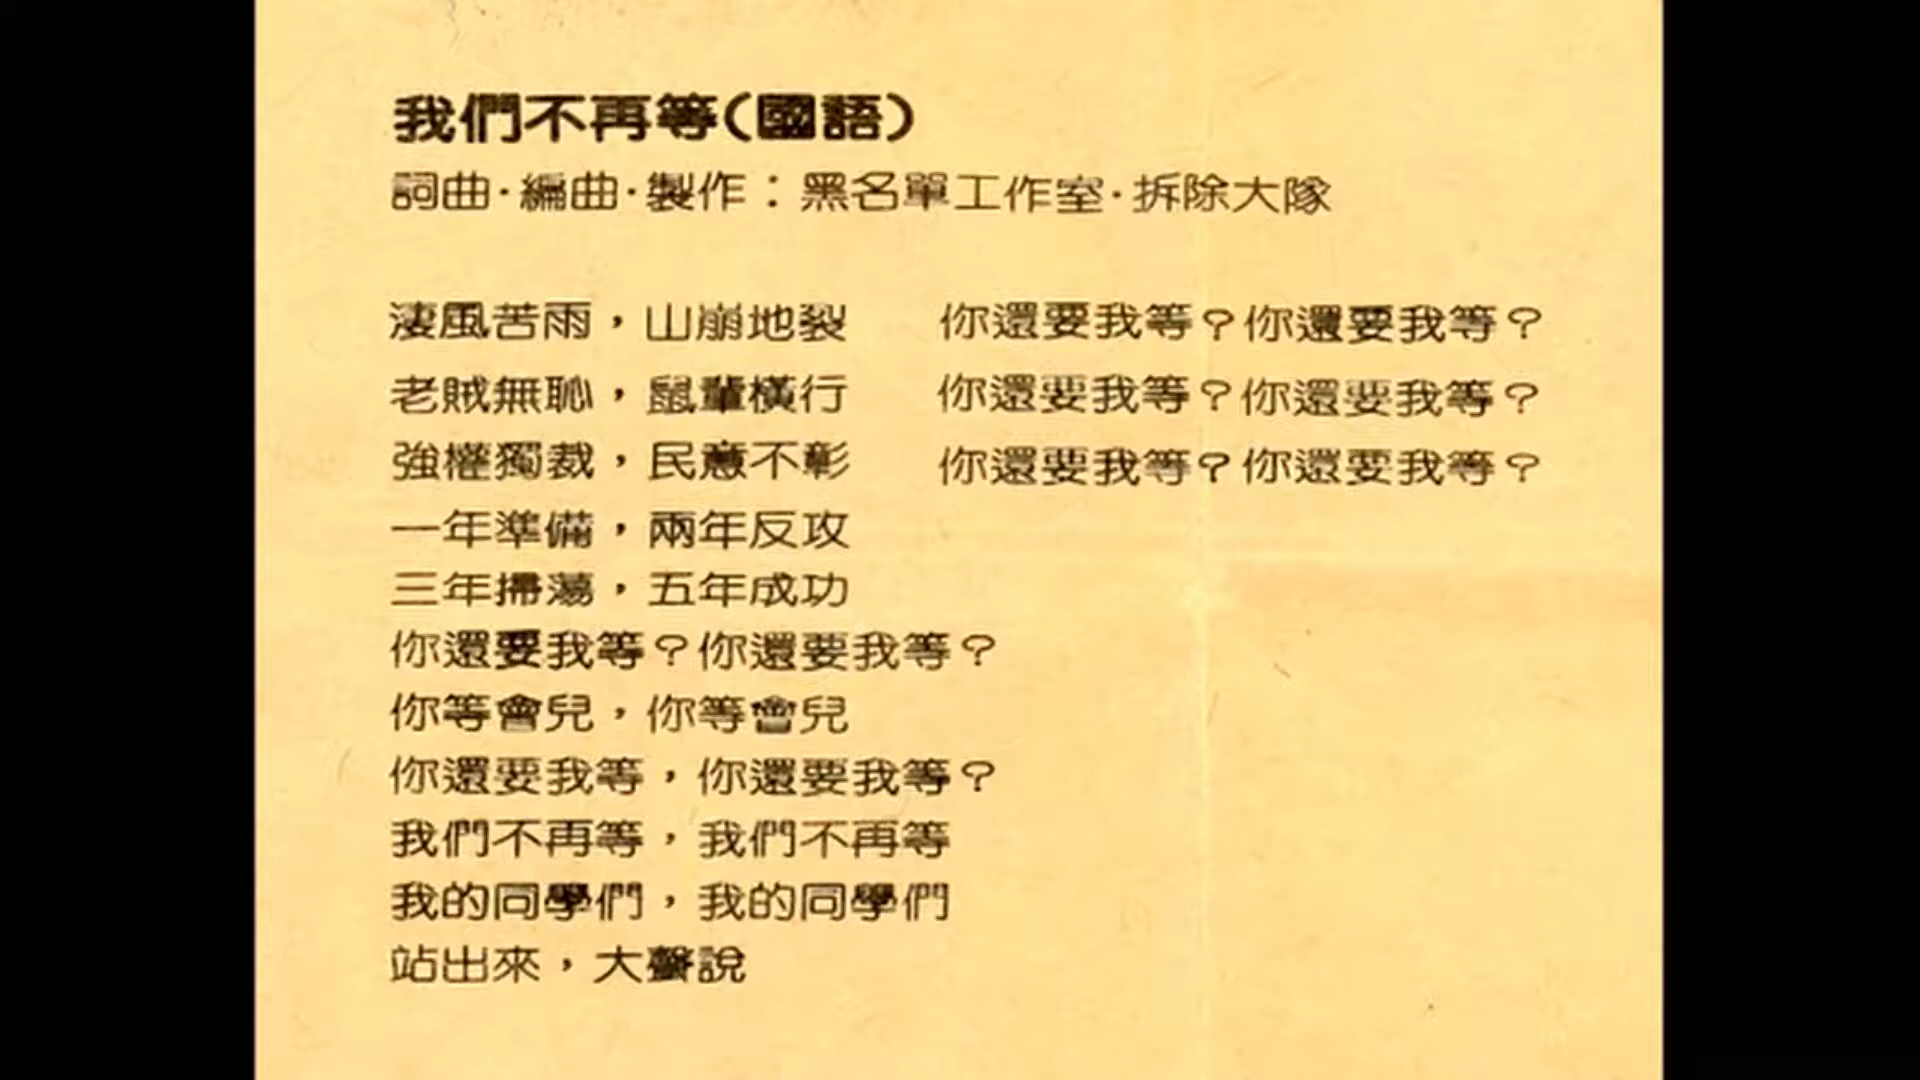 我們不再等（國語）
詞曲·編曲·製作：黑名單工作室·拆除大隊
淒風苦雨，山崩地裂
老賊無恥，鼠輩橫行
強權獨裁，民意不彰
一年準備，兩年反攻
三年掃蕩，五年成功
你還要我等？你還要我等？
你等會兒，你等會兒
你還要我等，你還要我等？
我們不再等，我們不再等
我的同學們，我的同學們
站出來，大聲說
你還要我等？你還要我等？
你還要我等？你還要我等？
你還要我等？你還要我等？